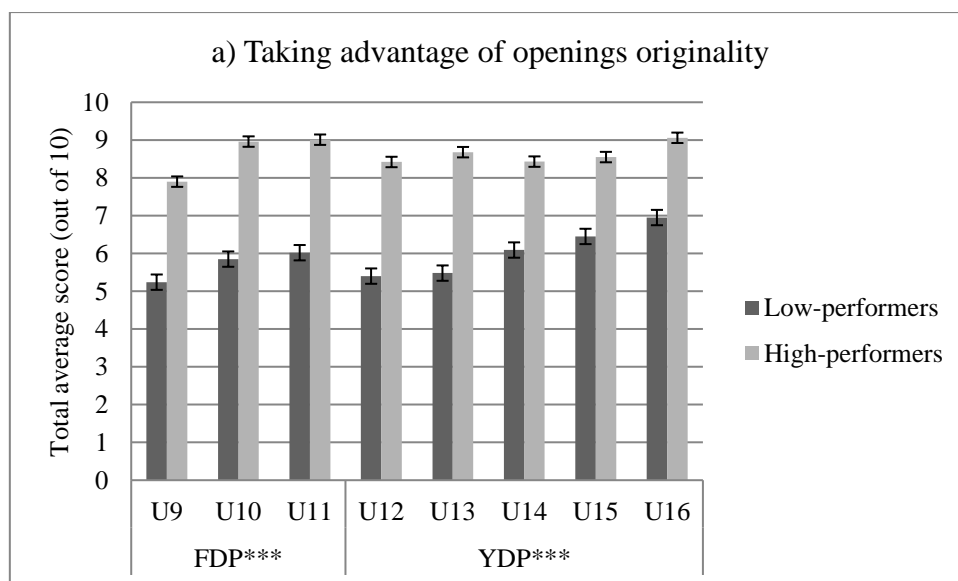 a) Taking advantage of openings originality
Total average score (out of 10)
10
9
8
7
6
5
4
3
2
1
0
U9 U10 U11 U12 U13 U14 U15 U16
FDP*** YDP***
Low-performers
High-performers